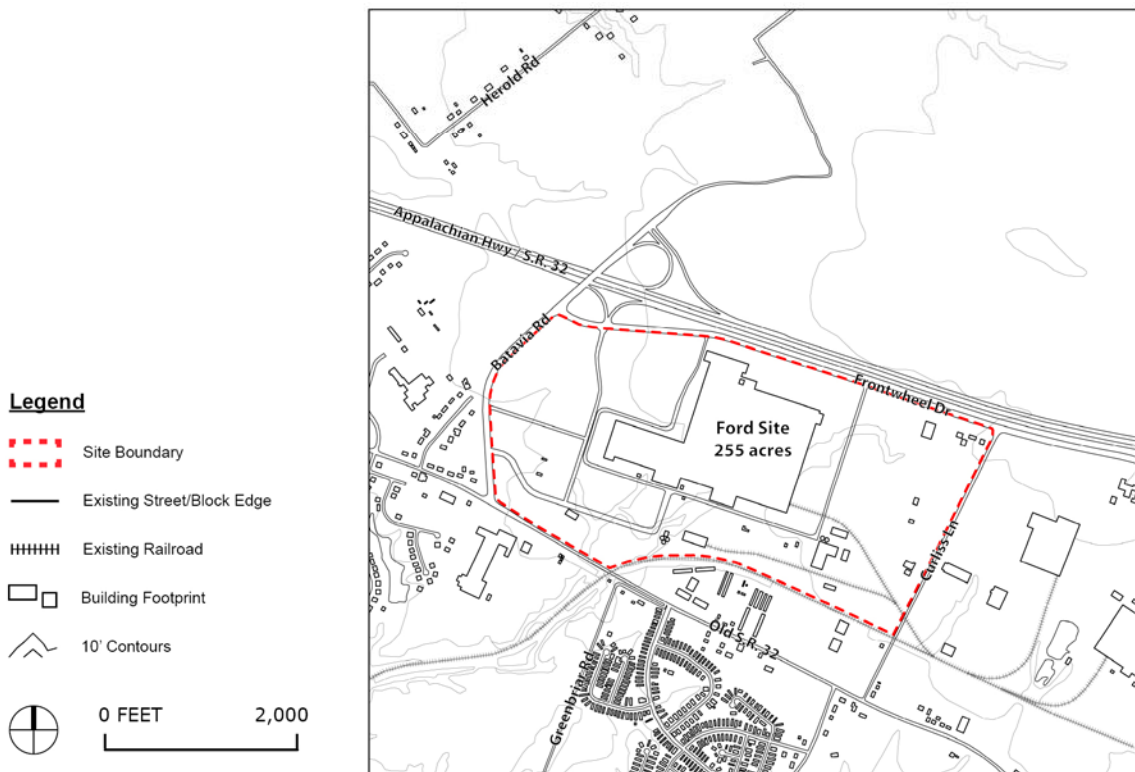 Herold Rd
Appalachian Hwy / S.R. 32
Batavia Rd
Frontwheel Dr
Ford Site
255 acres
Curliss Ln
Old S.R. 32
Greenbriar Rd
Legend
Site Boundary
Existing Street/Block Edge
Existing Railroad
Building Footprint
10' Contours
0 FEET 2,000